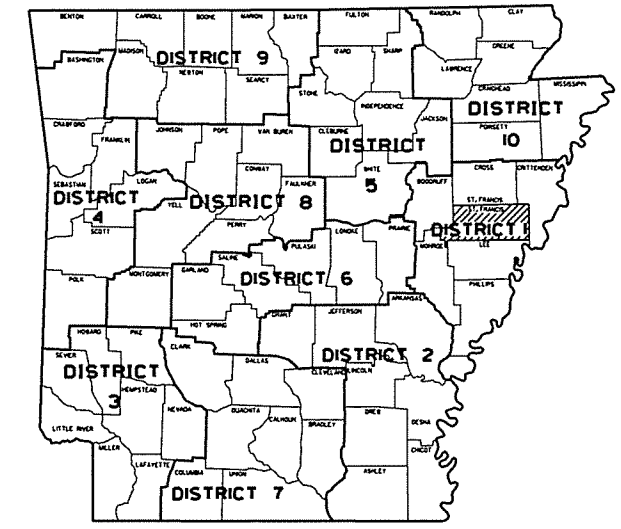 BENTON CARROLL BOONE MARION BAXTER FULTON RANDOLPH CLAY
MADISON IZARD SHARP GREENE
WASHINGTON DISTRICT 9 LAWRENCE
NEWTON SEARCY STONE CRAIGHEAD MISSISSIPPI
INDEPENDENCE DISTRICT
CRAWFORD JOHNSON POPE VAN BUREN CLEBURNE JACKSON POINSETT
FRANKLIN DISTRICT 10
CONWAY WHITE CROSS CRITTENDEN
SEBASTIAN LOGAN FAULKNER 5 WOODRUFF
DISTRICT YELL DISTRICT 8 ST. FRANCIS
4 PERRY ST. FRANCIS
SCOTT LONOKE PRAIRIE DISTRICT 1
SALINE PULASKI MONROE LEE
POLK MONTGOMERY GARLAND DISTRICT 6 PHILLIPS
ARKANSAS
HOT SPRING GRANT JEFFERSON
HOWARD PIKE CLARK
SEVIER DALLAS DISTRICT 2
DISTRICT CLEVELAND LINCOLN
3 HEMPSTEAD
NEVADA OUACHITA CALHOUN DREW DESHA
LITTLE RIVER BRADLEY
MILLER CHICOT
LAFAYETTE COLUMBIA UNION ASHLEY
DISTRICT 7